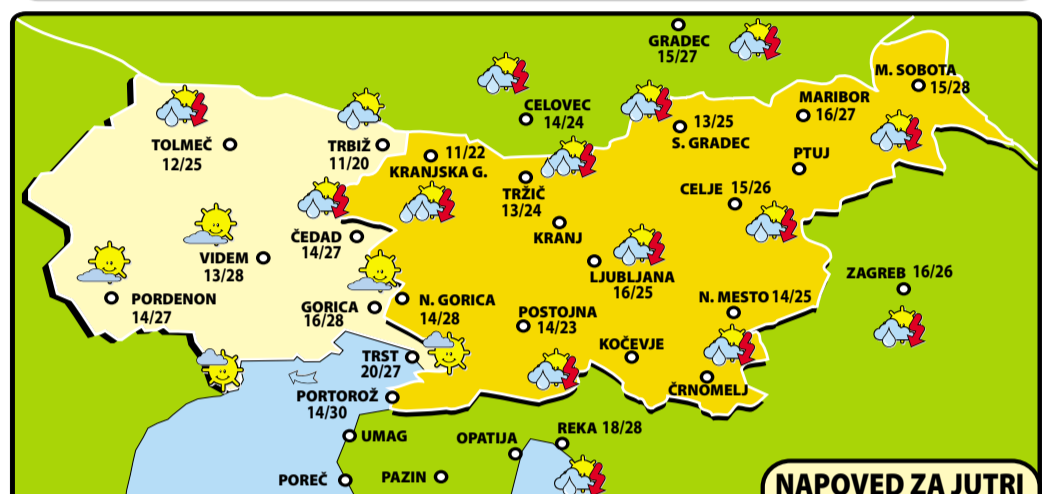 GRADEC
15/27
M. SOBOTA
15/28
CELOVEC
14/24
MARIBOR
16/27
13/25
S. GRADEC
TOLMEČ
12/25
TRBIŽ
11/20
11/22
KRANJSKA G.
PTUJ
TRŽIČ
13/24
CELJE 15/26
KRANJ
ČEDAD
14/27
VIDEM
13/28
LJUBLJANA
16/25
ZAGREB 16/26
PORDENON
14/27
GORICA
16/28
N. GORICA
14/28
N. MESTO 14/25
POSTOJNA
14/23
KOČEVJE
TRST
20/27
ČRNOMELJ
PORTOROŽ
14/30
UMAG
OPATIJA
REKA 18/28
POREČ
PAZIN
NAPOVED ZA JUTRI